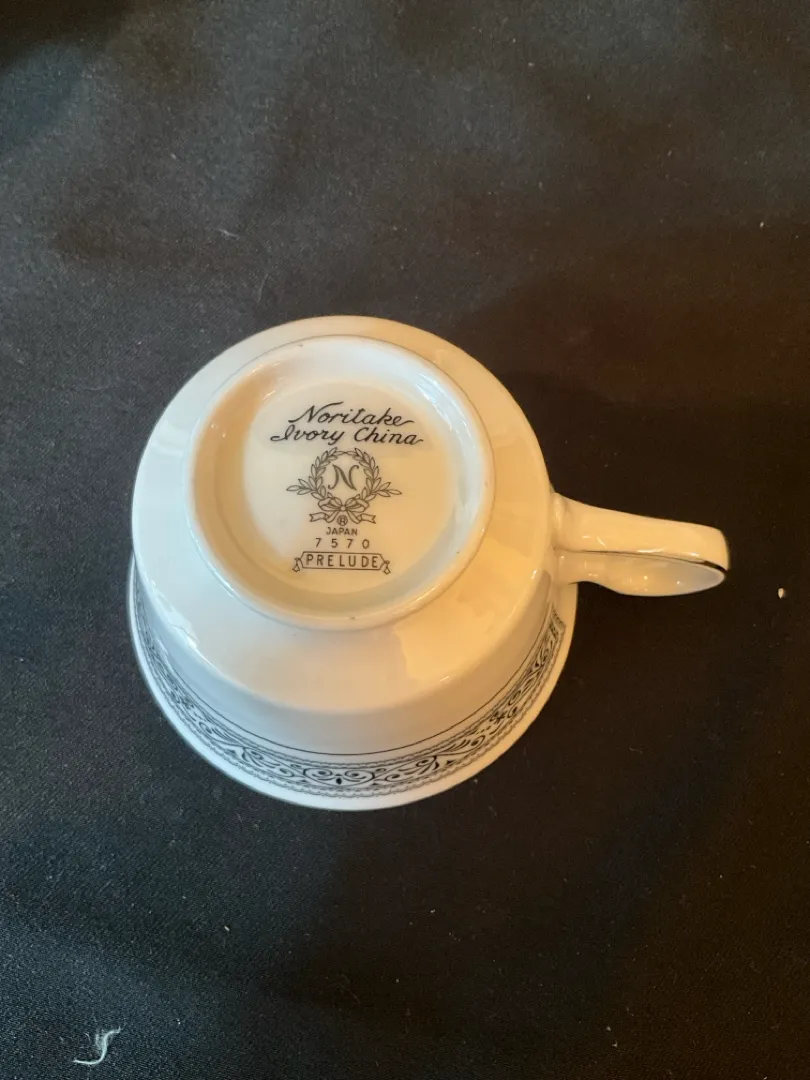 Noritake
Ivory China
N
®
JAPAN
7570
PRELUDE